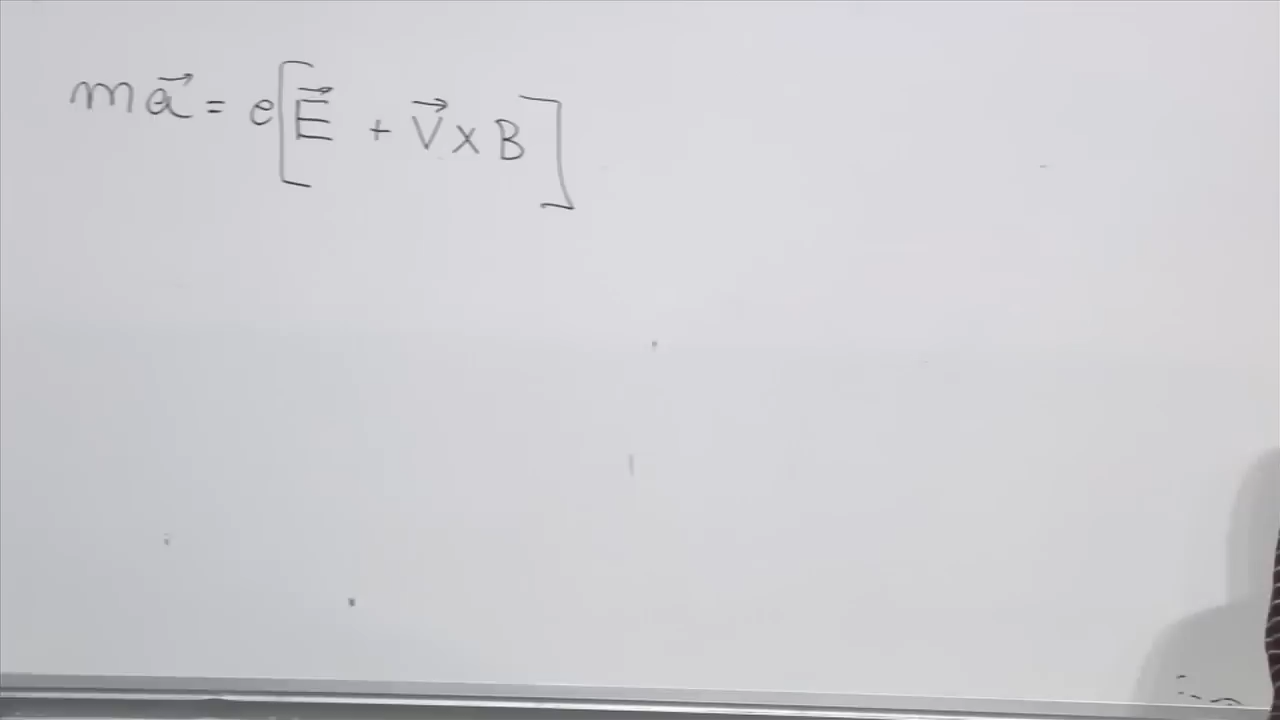 ma⃗ = e[E⃗ + V⃗ x B]